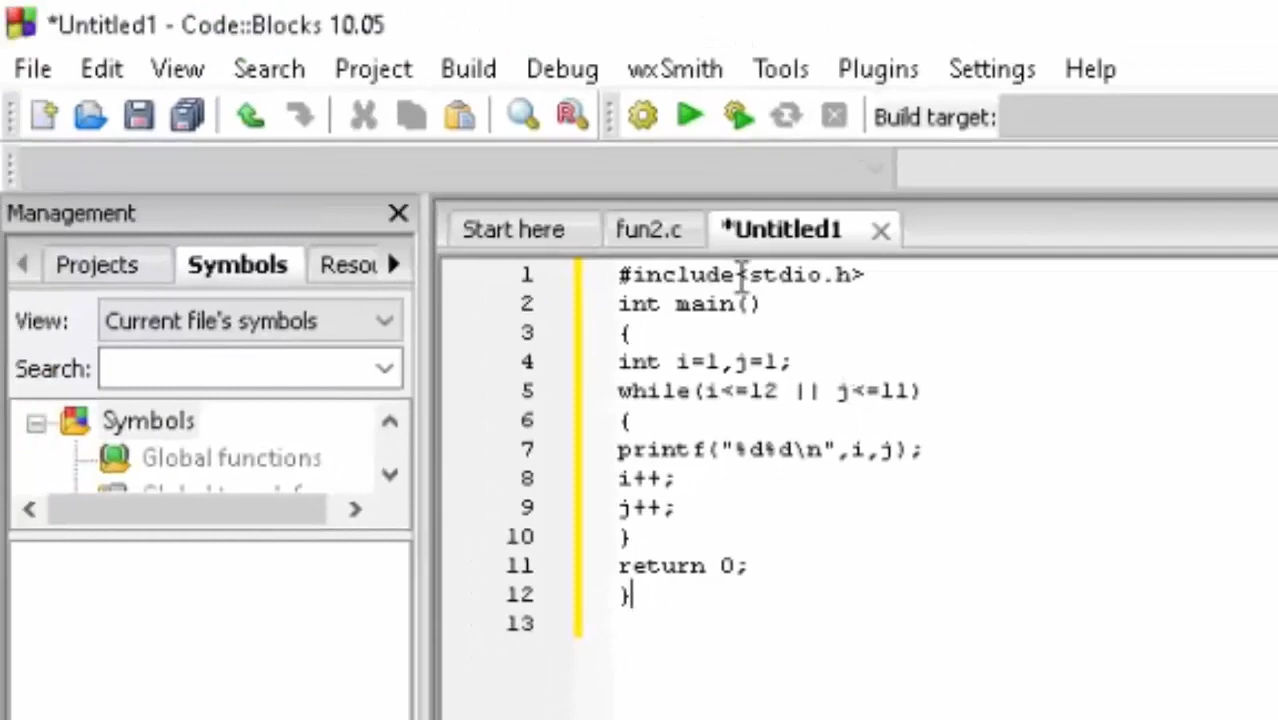 *Untitled1 - Code::Blocks 10.05
File Edit View Search Project Build Debug wxSmith Tools Plugins Settings Help
Build target:
Management
Projects Symbols
Start here fun2.c *Untitled1
View: Current file's symbols
Search:
Symbols
Global functions
1 #include<stdio.h>
2 int main()
3 {
4 int i=1,j=1;
5 while(i<=12 || j<=11)
6 {
7 printf("%d%d\n",i,j);
8 i++;
9 j++;
10 }
11 return 0;
12 }
13